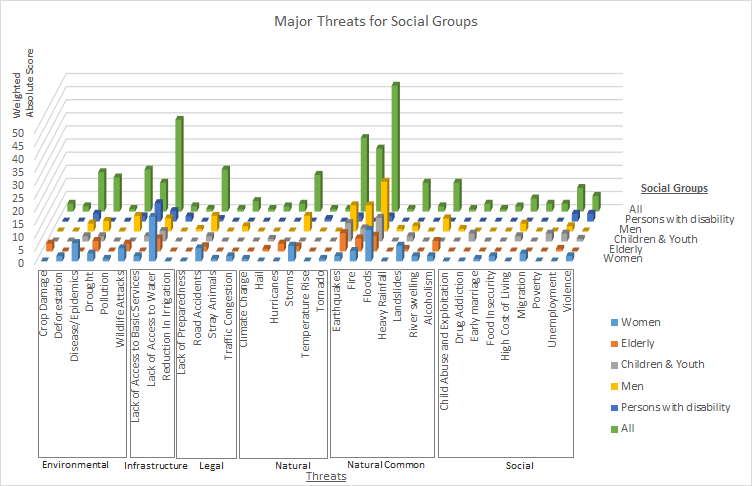 Major Threats for Social Groups
Weighted
Absolute Score
50
45
40
35
30
25
20
15
10
5
0
Social Groups
All
Persons with disability
Men
Children & Youth
Elderly
Women
Crop Damage
Deforestation
Disease/Epidemics
Drought
Pollution
Wildlife Attacks
Lack of Access to Basic Services
Lack of Access to Water
Reduction In Irrigation
Lack of Preparedness
Road Accidents
Stray Animals
Traffic Congestion
Climate Change
Hail
Hurricanes
Storms
Temperature Rise
Tornado
Earthquakes
Fire
Floods
Heavy Rainfall
Landslides
River swelling
Alcoholism
Child Abuse and Exploitation
Drug Addiction
Early marriage
Food Insecurity
High Cost of Living
Migration
Poverty
Unemployment
Violence
Environmental
Infrastructure
Legal
Natural
Natural Common
Social
Threats
Women
Elderly
Children & Youth
Men
Persons with disability
All